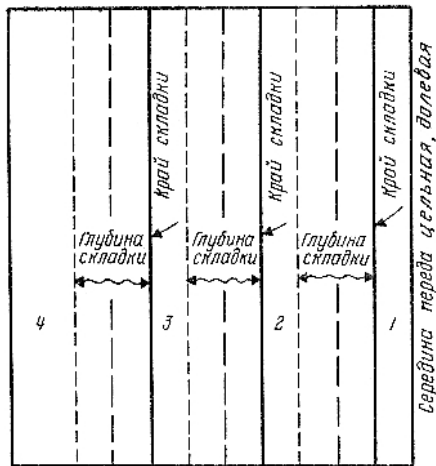 Край складки
Край складки
Край складки
Глубина
складки
Глубина
складки
Глубина
складки
4
3
2
1
Середина переда цельная, долевая